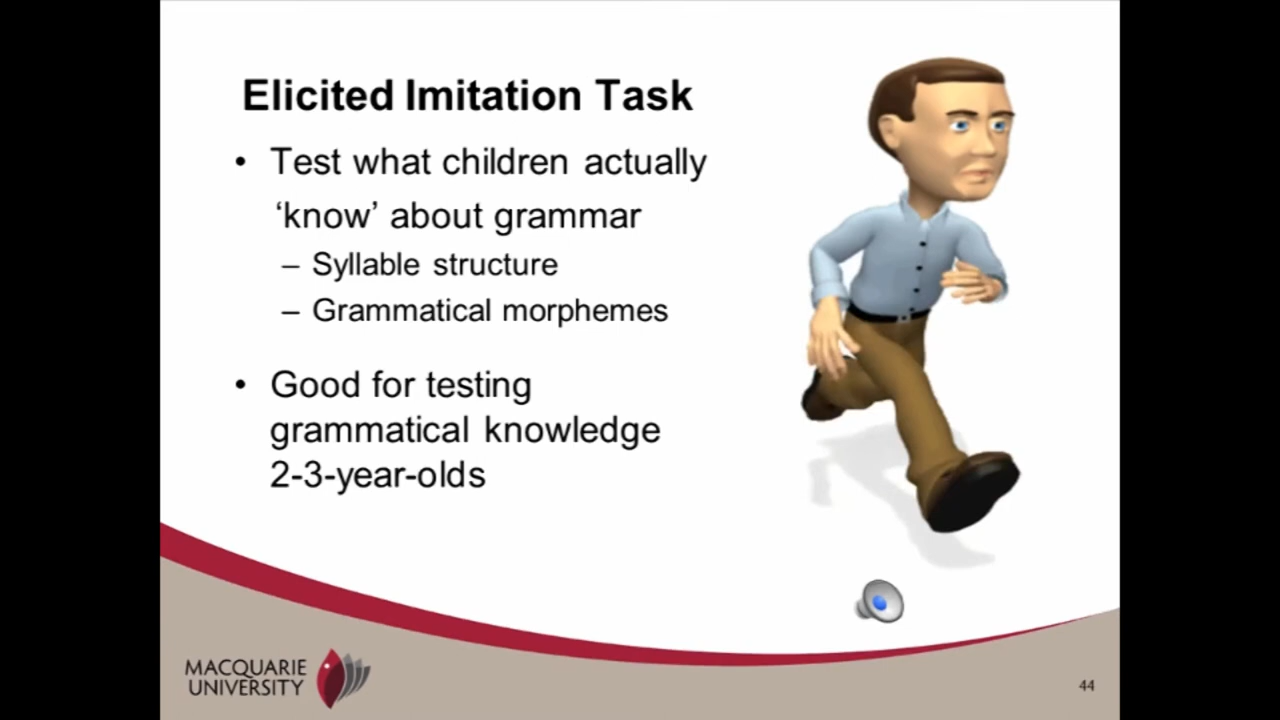 Elicited Imitation Task
• Test what children actually
‘know’ about grammar
– Syllable structure
– Grammatical morphemes
• Good for testing
grammatical knowledge
2-3-year-olds
MACQUARIE
UNIVERSITY
44